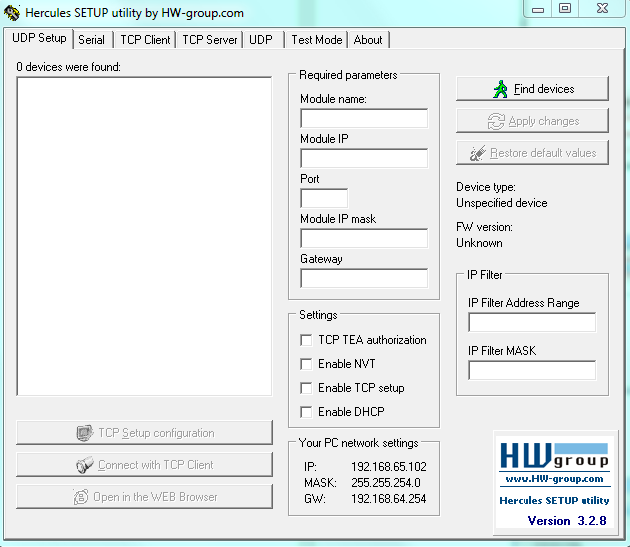 Hercules SETUP utility by HW-group.com
UDP Setup Serial TCP Client TCP Server UDP Test Mode About
0 devices were found:
TCP Setup configuration
Connect with TCP Client
Open in the WEB Browser
Required parameters
Module name:
Module IP
Port
Module IP mask
Gateway
Settings
TCP TEA authorization
Enable NVT
Enable TCP setup
Enable DHCP
Your PC network settings
IP: 192.168.65.102
MASK: 255.255.254.0
GW: 192.168.64.254
Find devices
Apply changes
Restore default values
Device type:
Unspecified device
FW version:
Unknown
IP Filter
IP Filter Address Range
IP Filter MASK
HWgroup
www.HW-group.com
Hercules SETUP utility
Version 3.2.8